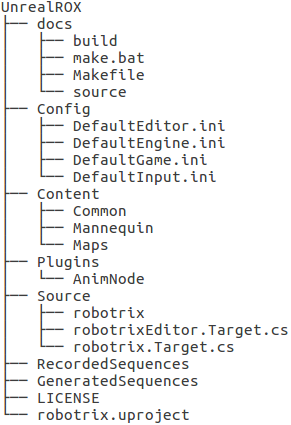 UnrealROX
├── docs
│   ├── build
│   ├── make.bat
│   ├── Makefile
│   └── source
├── Config
│   ├── DefaultEditor.ini
│   ├── DefaultEngine.ini
│   ├── DefaultGame.ini
│   └── DefaultInput.ini
├── Content
│   ├── Common
│   ├── Mannequin
│   └── Maps
├── Plugins
│   └── AnimNode
├── Source
│   ├── robotrix
│   ├── robotrixEditor.Target.cs
│   └── robotrix.Target.cs
├── RecordedSequences
├── GeneratedSequences
├── LICENSE
└── robotrix.uproject